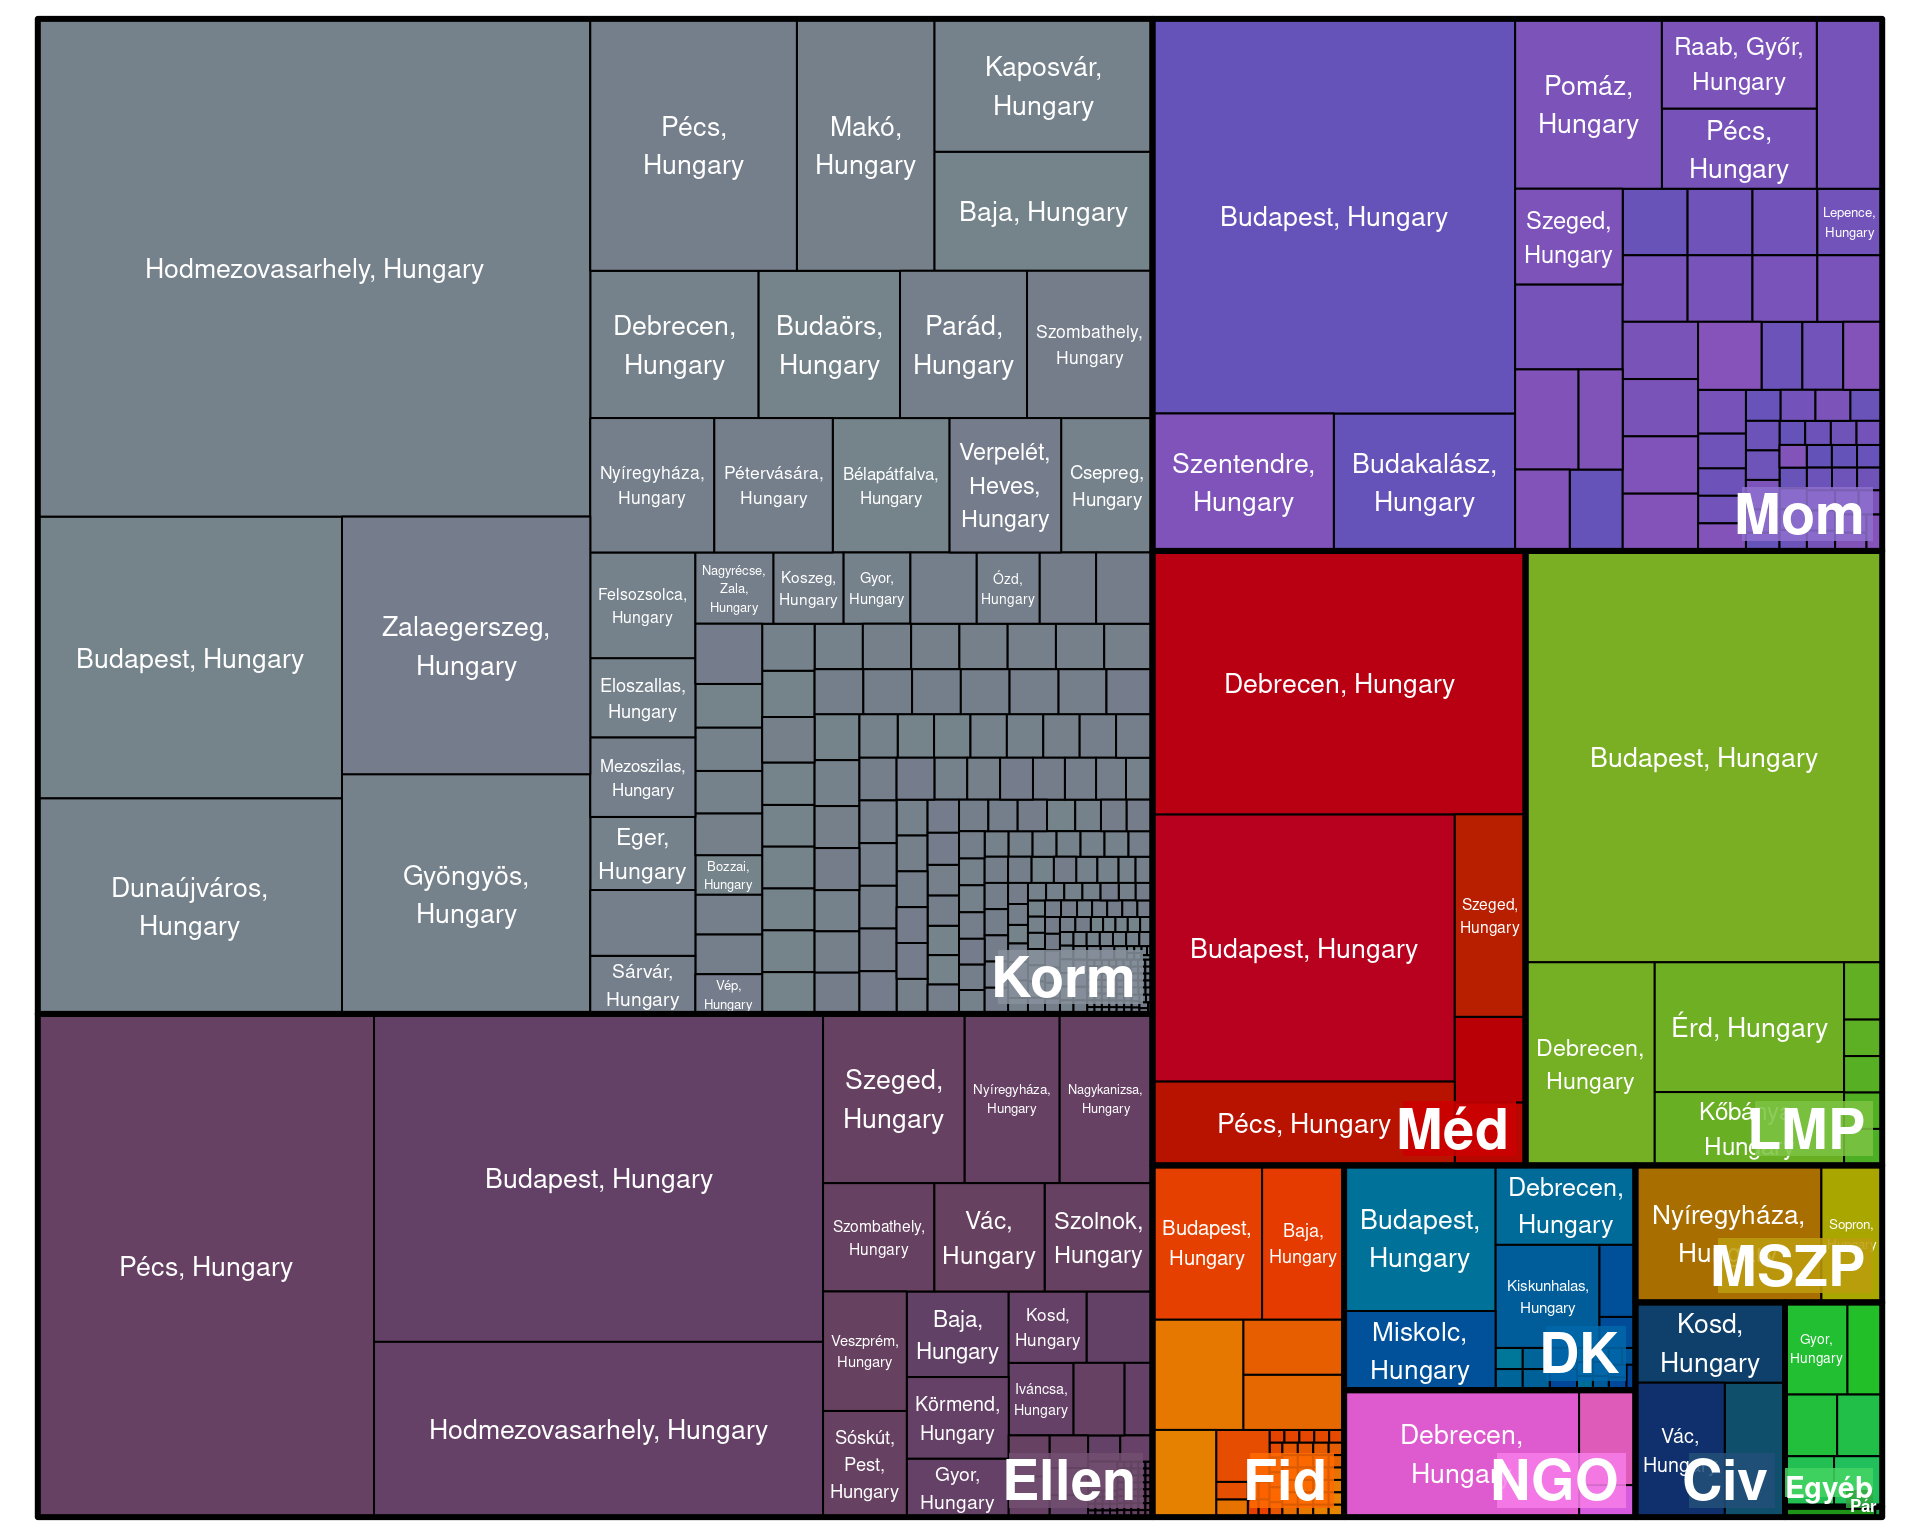 Hodmezovasarhely, Hungary
Pécs,
Hungary
Makó,
Hungary
Kaposvár,
Hungary
Baja, Hungary
Debrecen,
Hungary
Budaörs,
Hungary
Parád,
Hungary
Szombathely,
Hungary
Nyíregyháza,
Hungary
Pétervására,
Hungary
Bélapátfalva,
Hungary
Verpelét,
Heves,
Hungary
Csepreg,
Hungary
Budapest, Hungary
Zalaegerszeg,
Hungary
Dunaújváros,
Hungary
Gyöngyös,
Hungary
Felsozsolca,
Hungary
Nagyrécse,
Zala,
Hungary
Koszeg,
Hungary
Gyor,
Hungary
Ózd,
Hungary
Eloszallas,
Hungary
Mezoszilas,
Hungary
Eger,
Hungary
Bozzai,
Hungary
Sárvár,
Hungary
Vép,
Hungary
Korm
Budapest, Hungary
Pomáz,
Hungary
Raab, Győr,
Hungary
Pécs,
Hungary
Szeged,
Hungary
Lepence,
Hungary
Szentendre,
Hungary
Budakalász,
Hungary
Mom
Debrecen, Hungary
Budapest, Hungary
Szeged,
Hungary
Pécs, Hungary
Méd
Budapest, Hungary
Debrecen,
Hungary
Érd, Hungary
Kőbánya,
Hungary
LMP
Pécs, Hungary
Budapest, Hungary
Hodmezovasarhely, Hungary
Szeged,
Hungary
Nyíregyháza,
Hungary
Nagykanizsa,
Hungary
Szombathely,
Hungary
Vác,
Hungary
Szolnok,
Hungary
Veszprém,
Hungary
Baja,
Hungary
Kosd,
Hungary
Iváncsa,
Hungary
Körmend,
Hungary
Sóskút,
Pest,
Hungary
Gyor,
Hungary
Ellen
Budapest,
Hungary
Baja,
Hungary
Fid
Budapest,
Hungary
Debrecen,
Hungary
Kiskunhalas,
Hungary
Miskolc,
Hungary
DK
Debrecen,
Hungary
NGO
Nyíregyháza,
Hungary
Sopron,
Hungary
MSZP
Kosd,
Hungary
Vác,
Hungary
Civ
Gyor,
Hungary
Egyéb
Pár